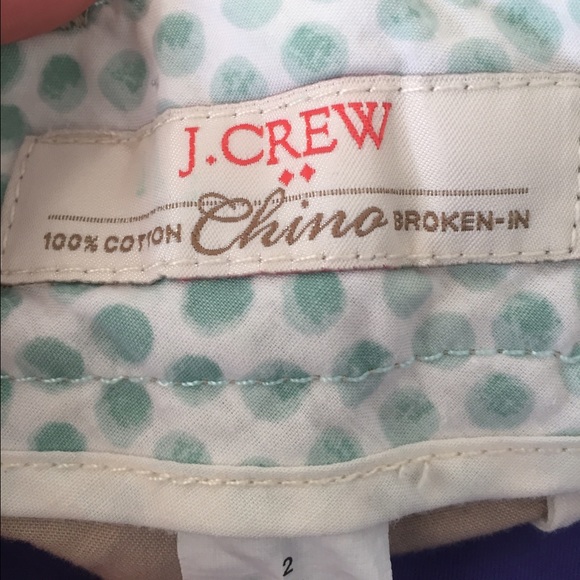 J.CREW
100% COTTON Chino BROKEN-IN
2